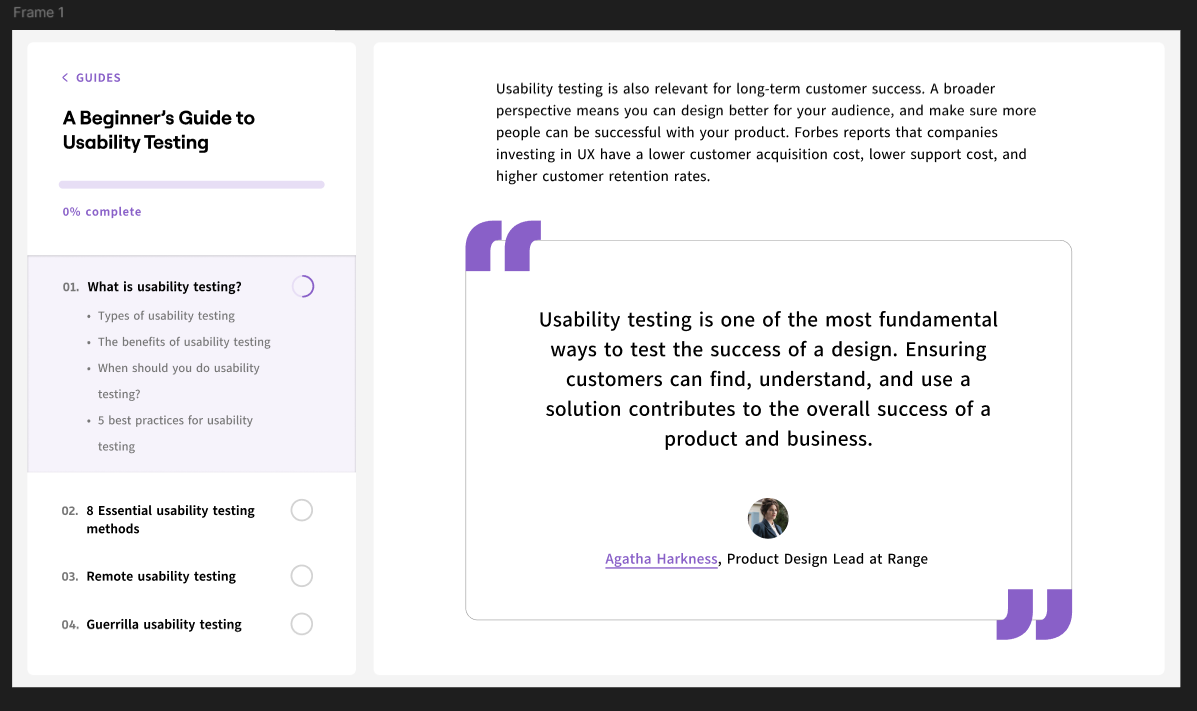 Frame 1
< GUIDES
A Beginner’s Guide to
Usability Testing
0% complete
01. What is usability testing?
• Types of usability testing
• The benefits of usability testing
• When should you do usability
testing?
• 5 best practices for usability
testing
02. 8 Essential usability testing
methods
03. Remote usability testing
04. Guerrilla usability testing
Usability testing is also relevant for long-term customer success. A broader
perspective means you can design better for your audience, and make sure more
people can be successful with your product. Forbes reports that companies
investing in UX have a lower customer acquisition cost, lower support cost, and
higher customer retention rates.
“
Usability testing is one of the most fundamental
ways to test the success of a design. Ensuring
customers can find, understand, and use a
solution contributes to the overall success of a
product and business.
Agatha Harkness, Product Design Lead at Range
”